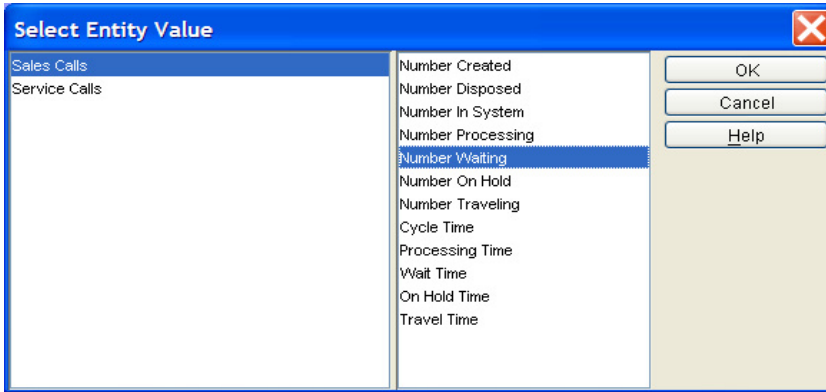 Select Entity Value
Sales Calls
Service Calls
Number Created
Number Disposed
Number In System
Number Processing
Number Waiting
Number On Hold
Number Traveling
Cycle Time
Processing Time
Wait Time
On Hold Time
Travel Time
OK
Cancel
Help